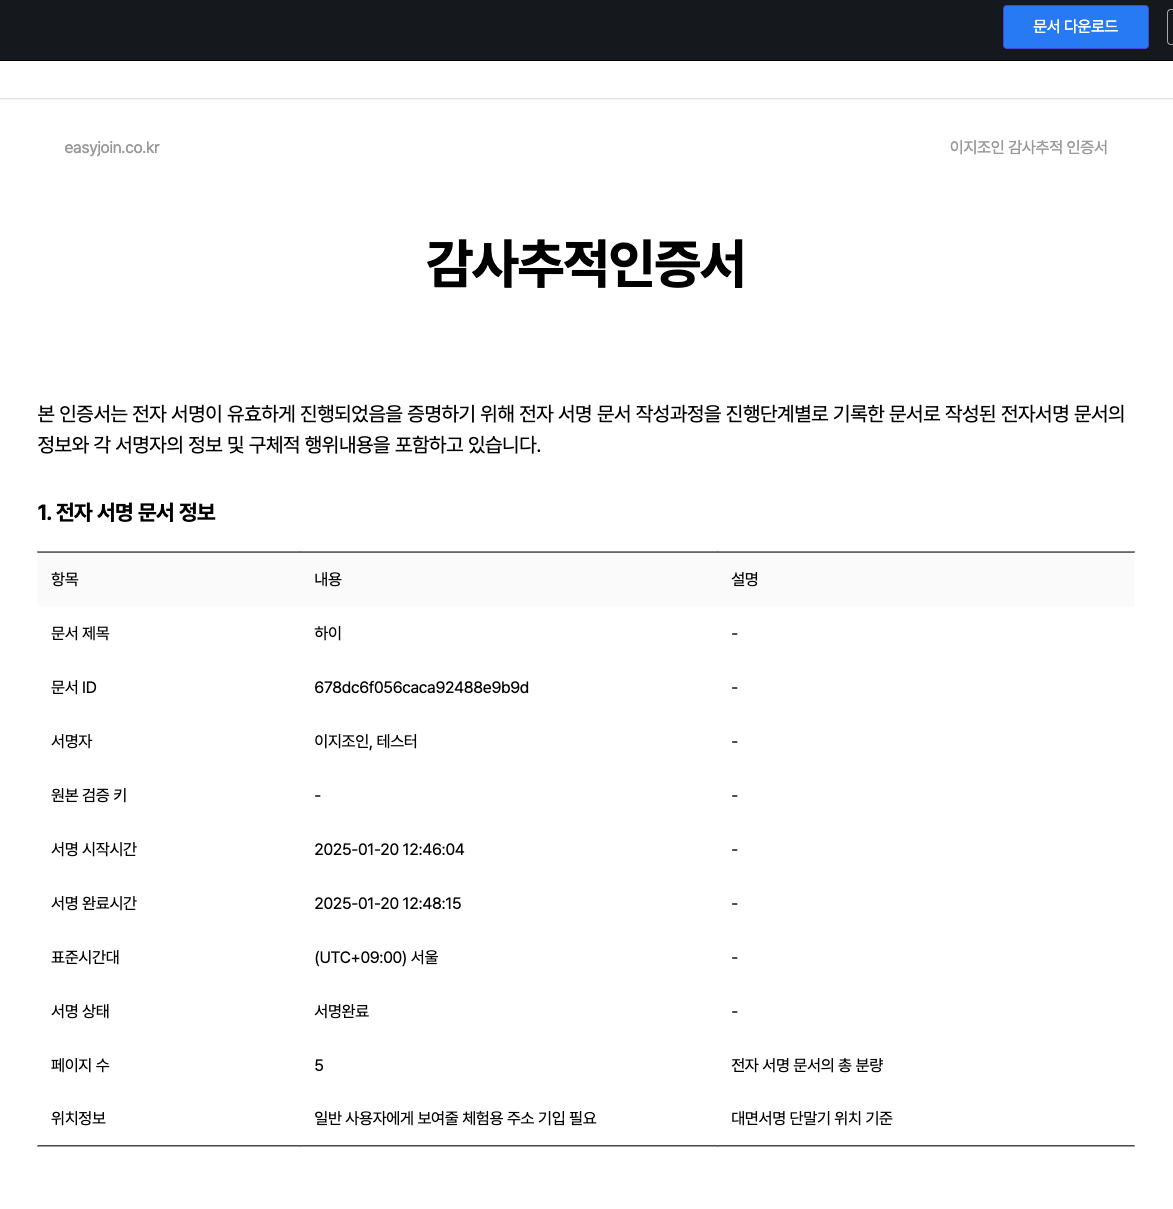 문서 다운로드
easyjoin.co.kr 이지조인 감사추적 인증서
감사추적인증서
본 인증서는 전자 서명이 유효하게 진행되었음을 증명하기 위해 전자 서명 문서 작성과정을 진행단계별로 기록한 문서로 작성된 전자서명 문서의
정보와 각 서명자의 정보 및 구체적 행위내용을 포함하고 있습니다.
1. 전자 서명 문서 정보
항목 내용 설명
문서 제목 하이 -
문서 ID 678dc6f056caca92488e9b9d -
서명자 이지조인, 테스터 -
원본 검증 키 - -
서명 시작시간 2025-01-20 12:46:04 -
서명 완료시간 2025-01-20 12:48:15 -
표준시간대 (UTC+09:00) 서울 -
서명 상태 서명완료 -
페이지 수 5 전자 서명 문서의 총 분량
위치정보 일반 사용자에게 보여줄 체험용 주소 기입 필요 대면서명 단말기 위치 기준